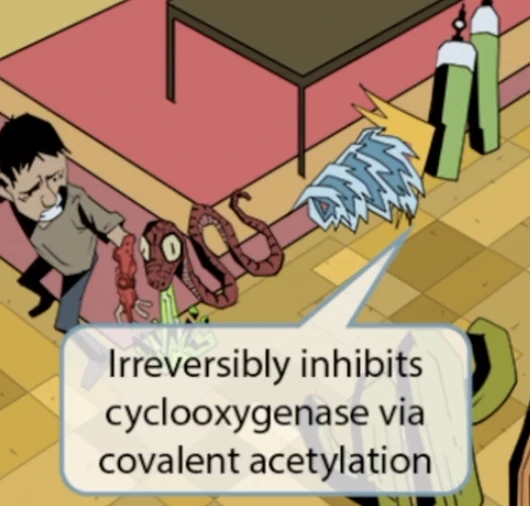 Irreversibly inhibits
cyclooxygenase via
covalent acetylation